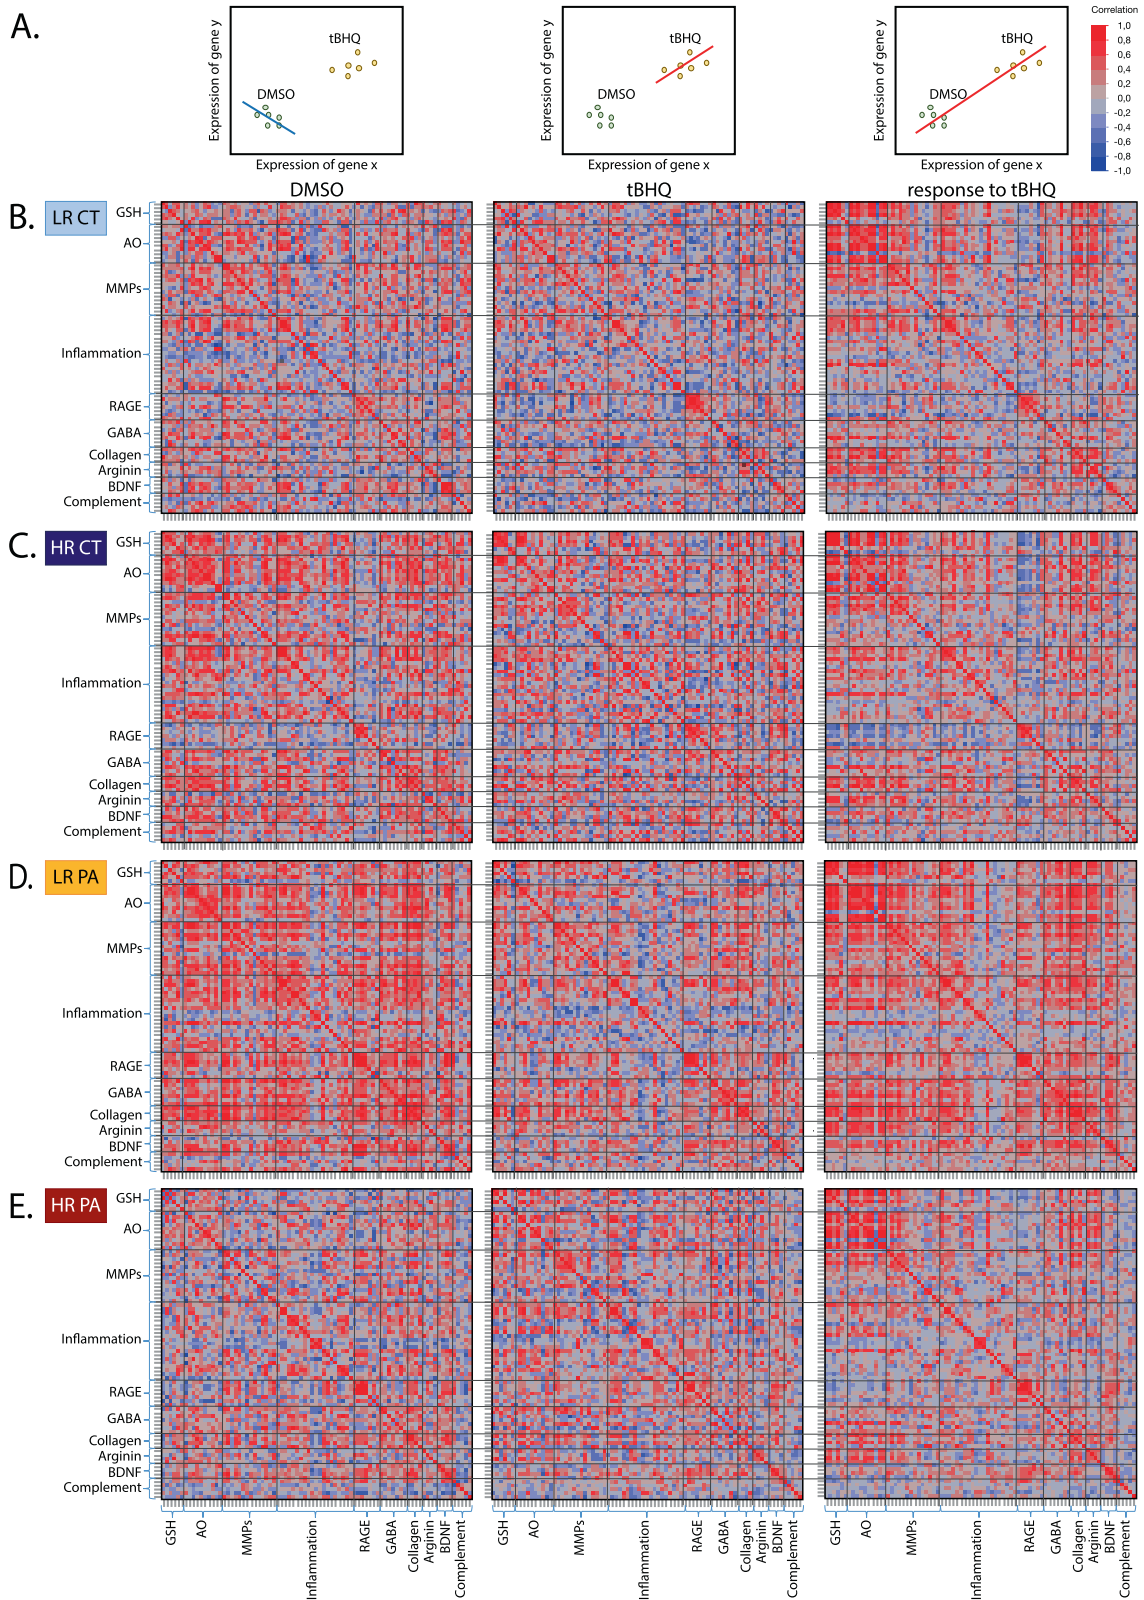 A.
Expression of gene y
tBHQ
DMSO
Expression of gene x
Expression of gene y
tBHQ
DMSO
Expression of gene x
Expression of gene y
tBHQ
DMSO
Expression of gene x
Correlation
1,0
0,8
0,6
0,4
0,2
0,0
-0,2
-0,4
-0,6
-0,8
-1,0
DMSO
tBHQ
response to tBHQ
B.
LR CT
GSH
AO
MMPs
Inflammation
RAGE
GABA
Collagen
Arginin
BDNF
Complement
C.
HR CT
GSH
AO
MMPs
Inflammation
RAGE
GABA
Collagen
Arginin
BDNF
Complement
D.
LR PA
GSH
AO
MMPs
Inflammation
RAGE
GABA
Collagen
Arginin
BDNF
Complement
E.
HR PA
GSH
AO
MMPs
Inflammation
RAGE
GABA
Collagen
Arginin
BDNF
Complement
GSH
AO
MMPs
Inflammation
RAGE
GABA
Collagen
Arginin
BDNF
Complement
GSH
AO
MMPs
Inflammation
RAGE
GABA
Collagen
Arginin
BDNF
Complement
GSH
AO
MMPs
Inflammation
RAGE
GABA
Collagen
Arginin
BDNF
Complement